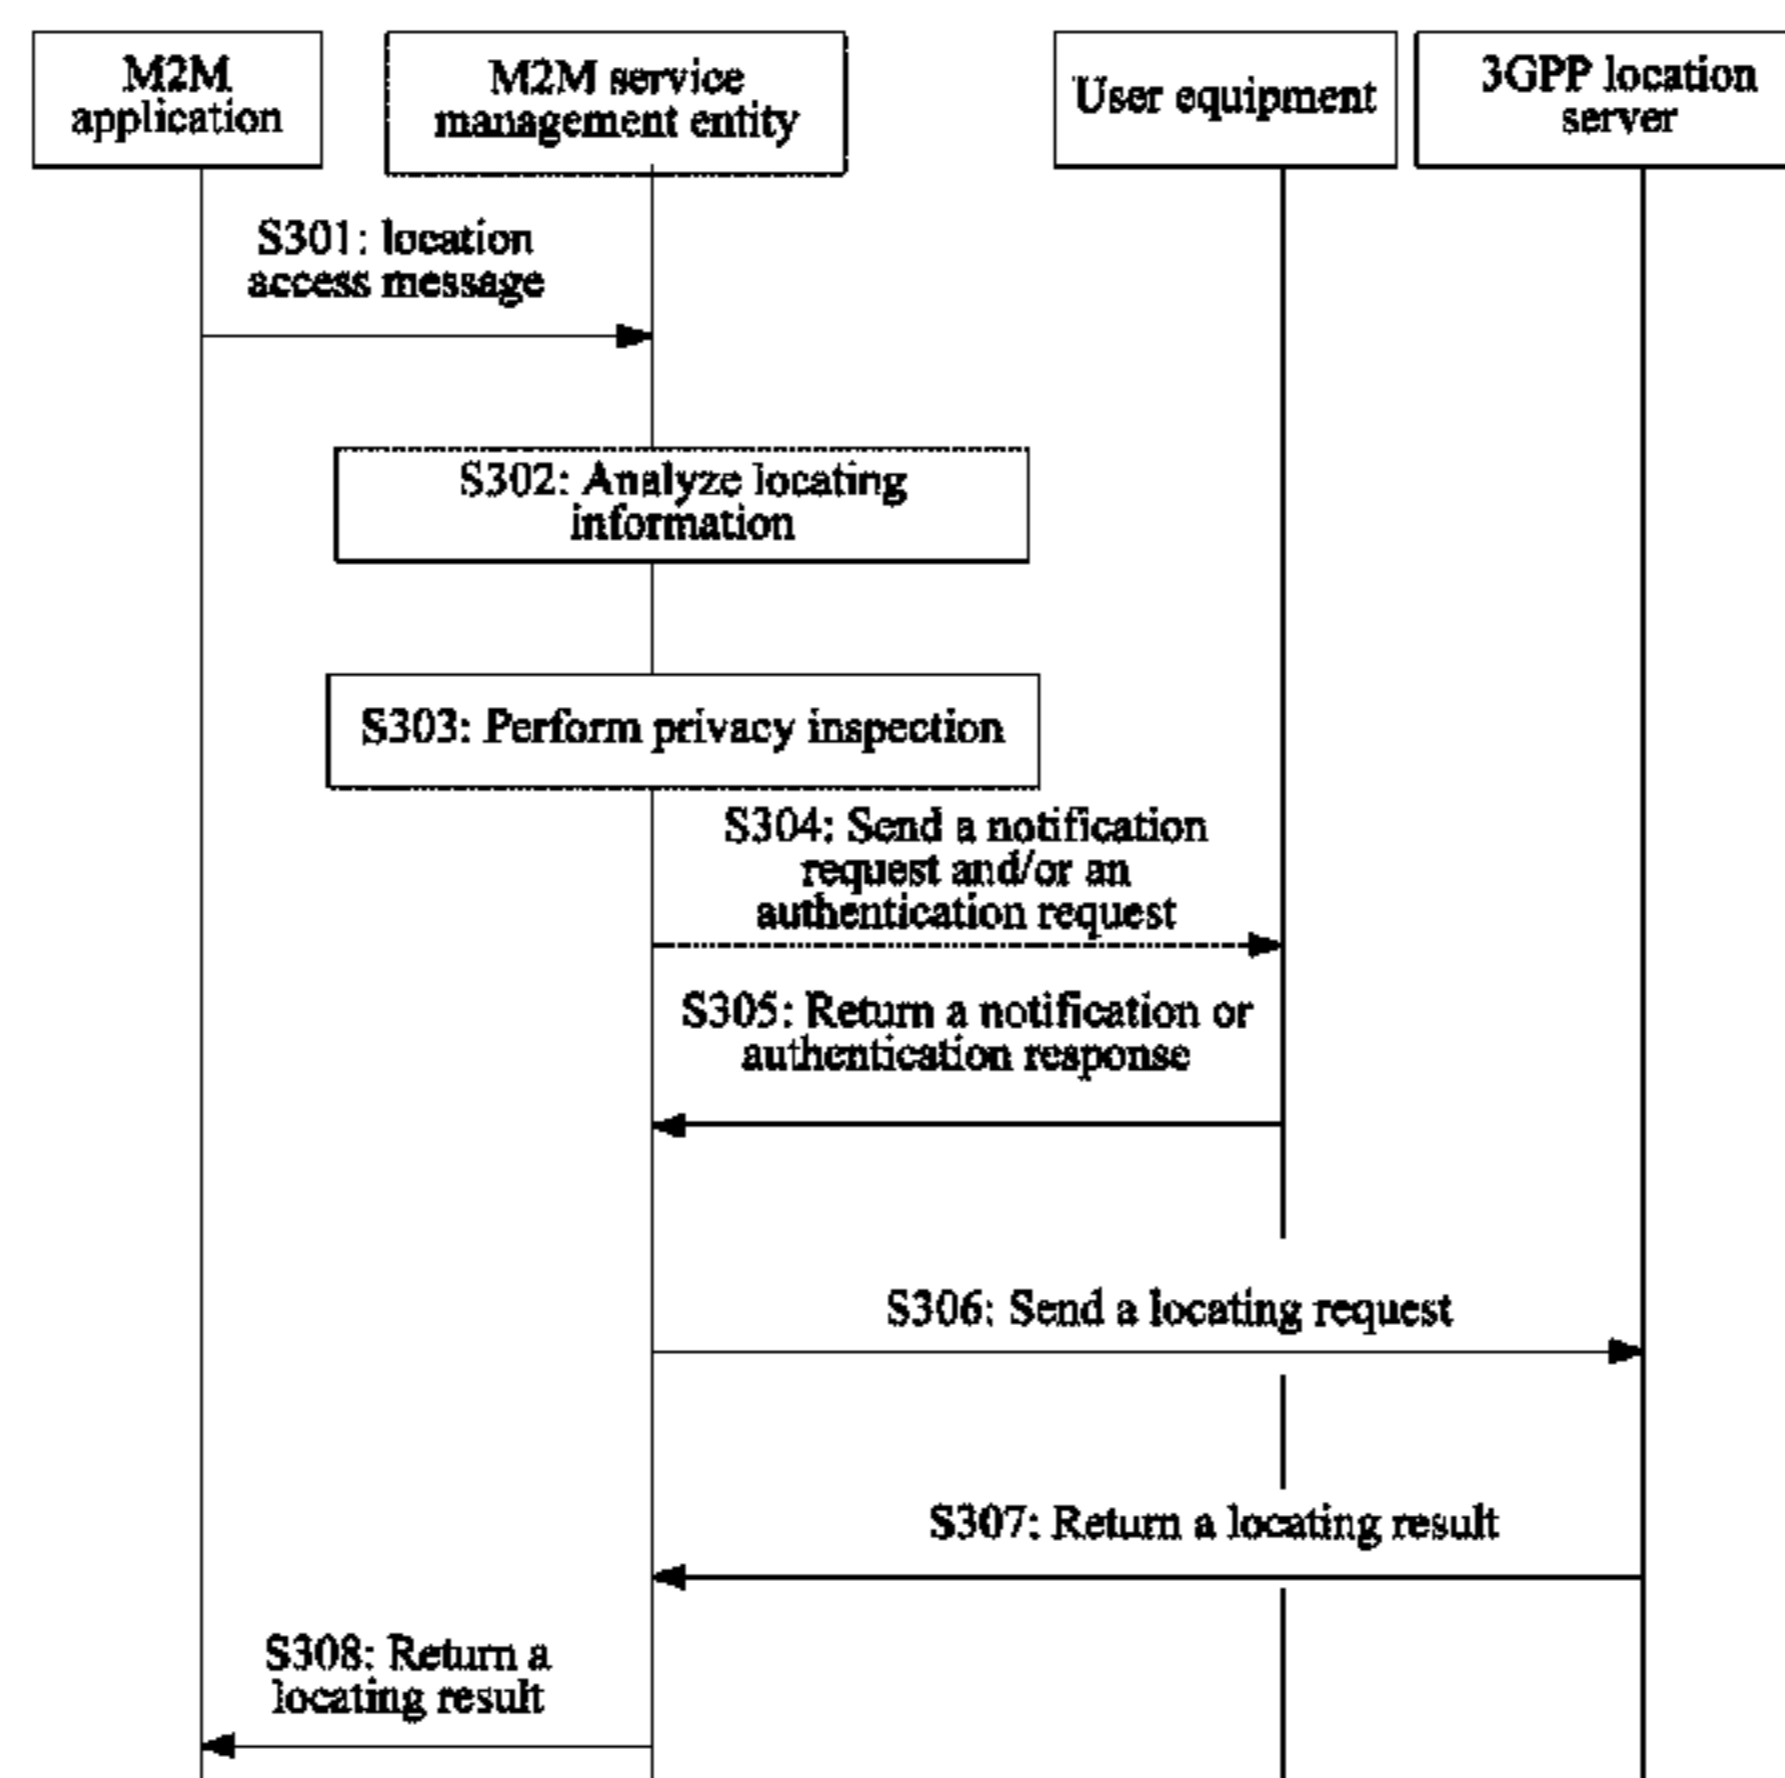 M2M
application
M2M service
management entity
User equipment
3GPP location
server
S301: location
access message
S302: Analyze locating
information
S303: Perform privacy inspection
S304: Send a notification
request and/or an
authentication request
S305: Return a notification or
authentication response
S306: Send a locating request
S307: Return a locating result
S308: Return a
locating result